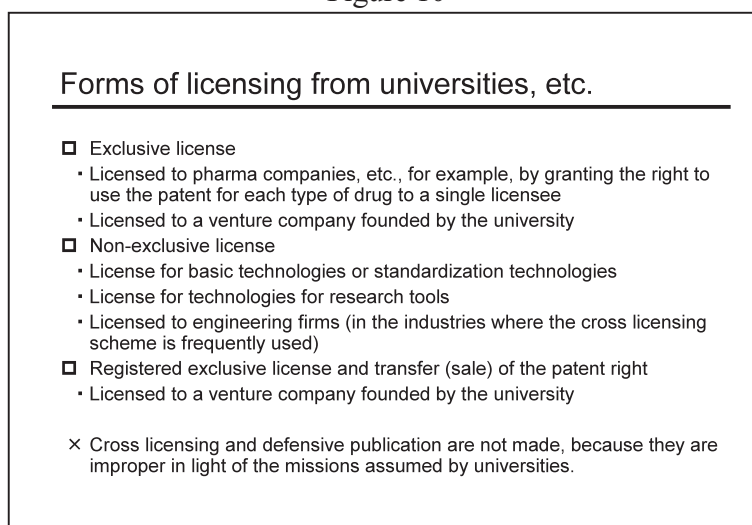 Forms of licensing from universities, etc.
□ Exclusive license
・Licensed to pharma companies, etc., for example, by granting the right to
use the patent for each type of drug to a single licensee
・Licensed to a venture company founded by the university
□ Non-exclusive license
・License for basic technologies or standardization technologies
・License for technologies for research tools
・Licensed to engineering firms (in the industries where the cross licensing
scheme is frequently used)
□ Registered exclusive license and transfer (sale) of the patent right
・Licensed to a venture company founded by the university
× Cross licensing and defensive publication are not made, because they are
improper in light of the missions assumed by universities.